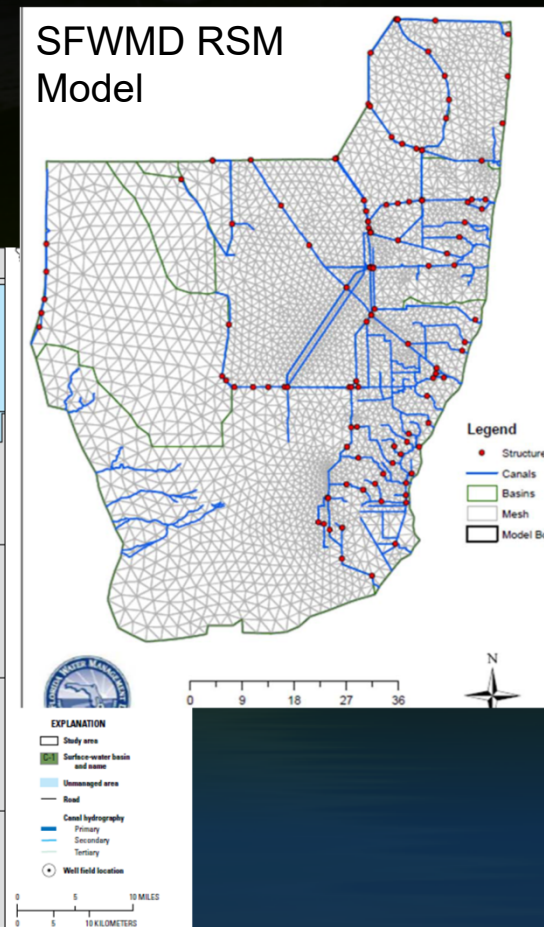 SFWMD RSM
Model
Legend
Structure
Canals
Basins
Mesh
Model Bo
N
0 9 18 27 36
EXPLANATION
Study area
C-1 Surface-water basin
and name
Unmanaged area
Road
Canal hydrography
Primary
Secondary
Tertiary
Well field location
0 5 10 MILES
0 5 10 KILOMETERS